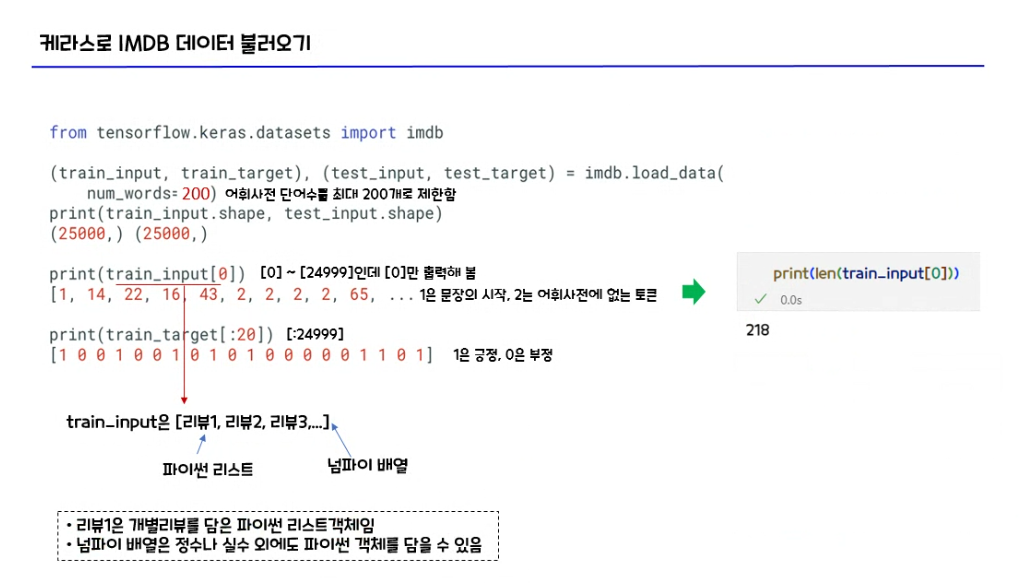 케라스로 IMDB 데이터 불러오기
from tensorflow.keras.datasets import imdb
(train_input, train_target), (test_input, test_target) = imdb.load_data(
num_words=200) 어휘사전 단어수를 최대 200개로 제한함
print(train_input.shape, test_input.shape)
(25000,) (25000,)
print(train_input[0]) [0] ~ [24999]인데 [0]만 출력해 봄
[1, 14, 22, 16, 43, 2, 2, 2, 2, 65, ... 1은 문장의 시작, 2는 어휘사전에 없는 토큰
print(len(train_input[0]))
0.0s
218
print(train_target[:20]) [:24999]
[1 0 0 1 0 0 1 0 1 0 1 0 0 0 0 0 1 1 0 1] 1은 긍정, 0은 부정
train_input은 [리뷰1, 리뷰2, 리뷰3,...]
파이썬 리스트
넘파이 배열
• 리뷰1은 개별리뷰를 담은 파이썬 리스트객체임
• 넘파이 배열은 정수나 실수 외에도 파이썬 객체를 담을 수 있음